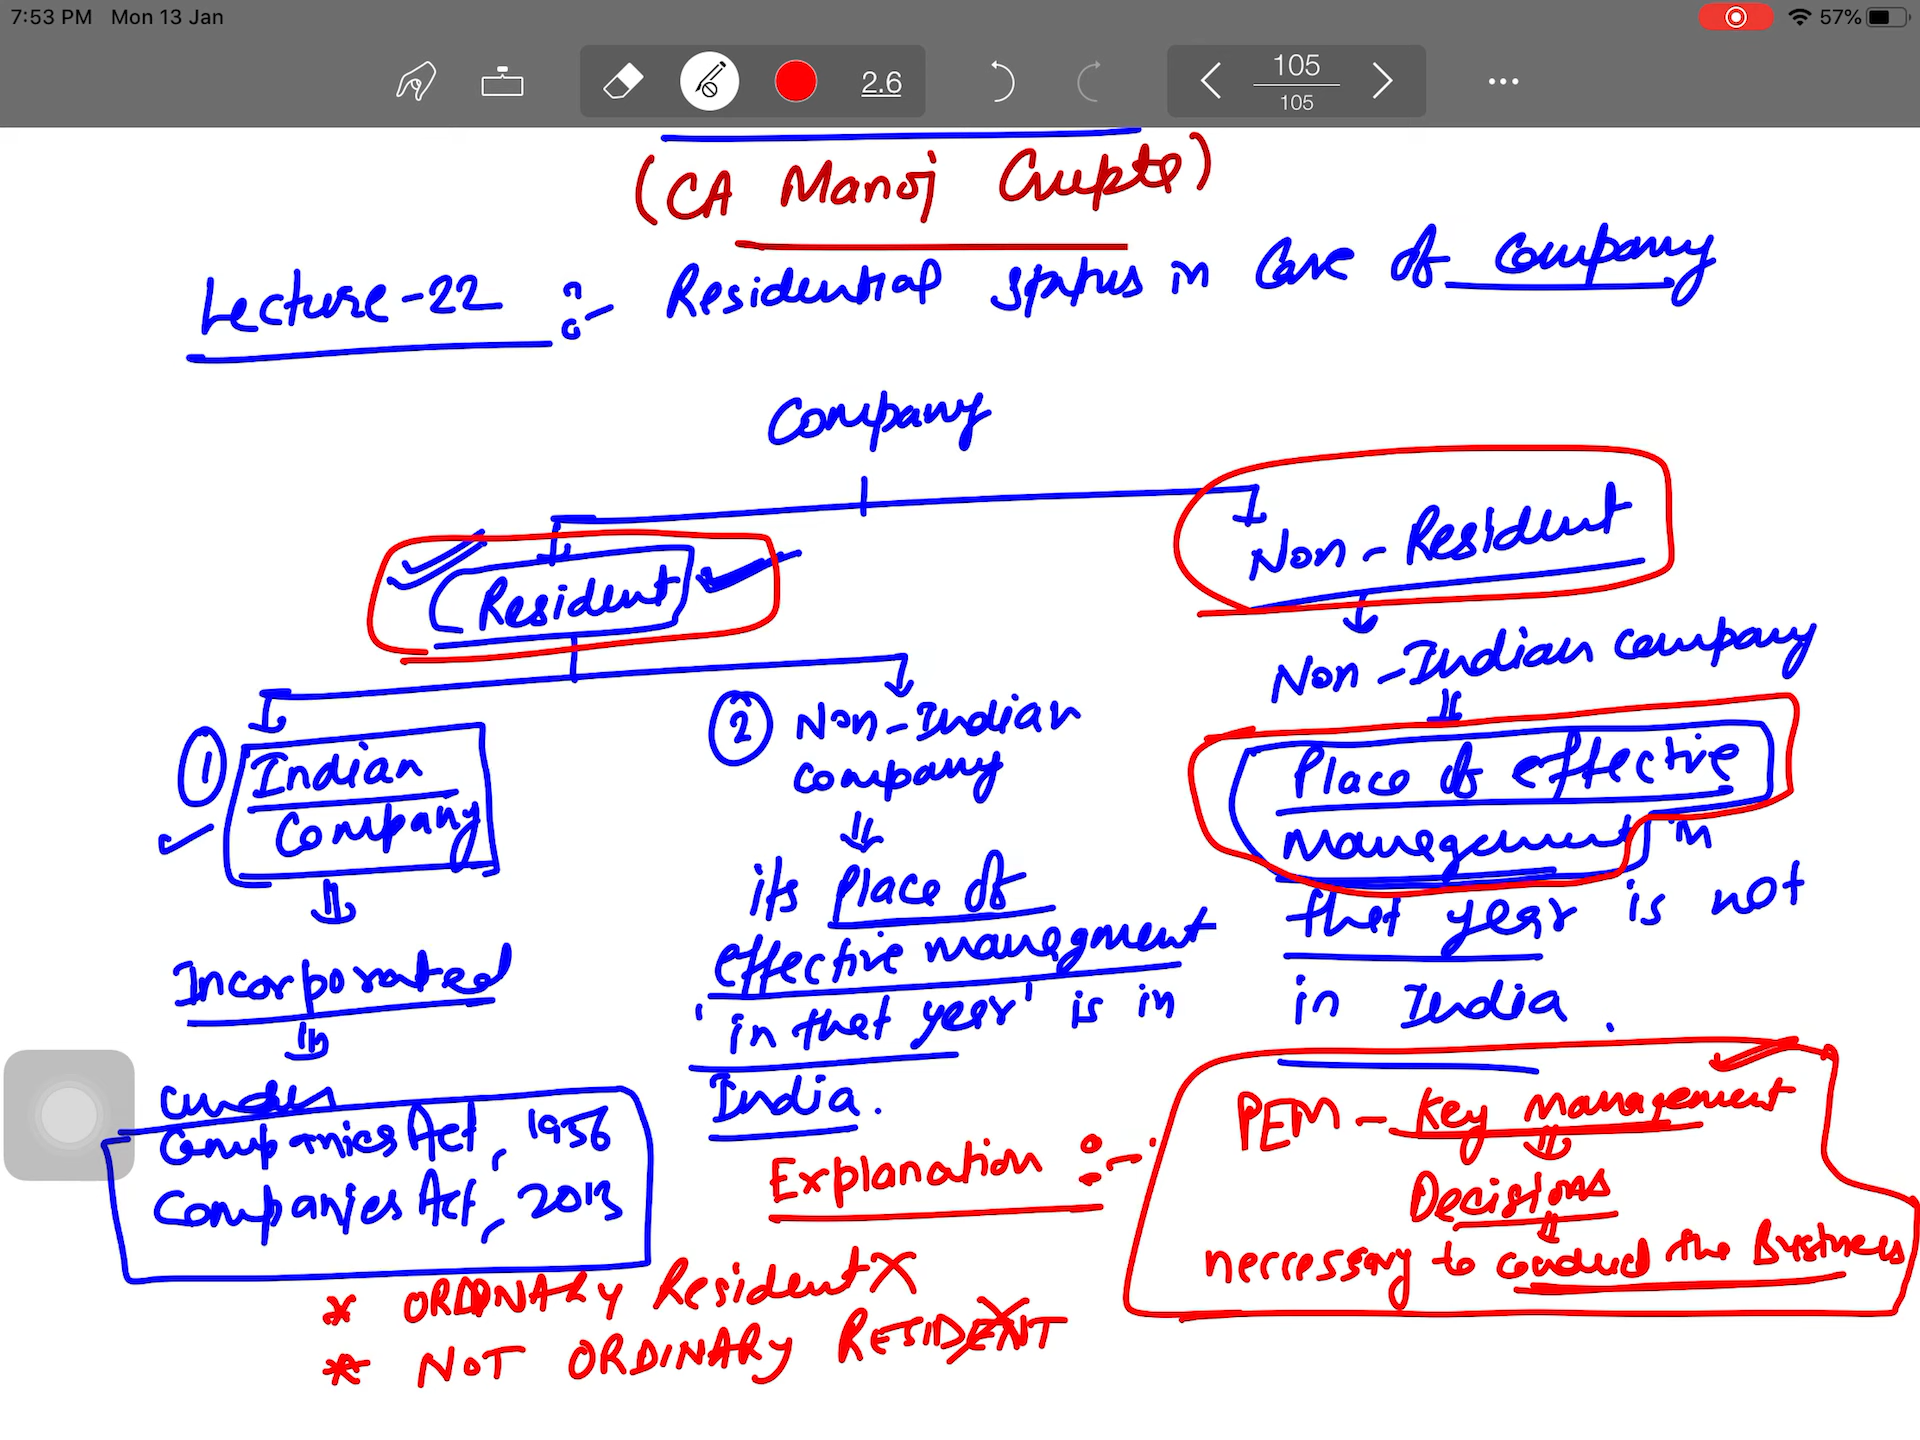 7:53 PM Mon 13 Jan
57%
2.6
105
105
(CA Manoj Gupta)
Lecture-22 :- Residential status in Case of Company
Company
Resident
Non-Resident
Non-Indian company
① Indian
Company
② Non-Indian
company
Place of effective
Management in
that year is not
in India.
its place of
effective management
'in that year' is in
India.
Incorporated
in
under
Companies Act, 1956
Companies Act, 2013
Explanation :-
PEM - Key Management
Decisions
nercessary to conduct the Business
* ORDINARY Resident X
* NOT ORDINARY RESIDENT X